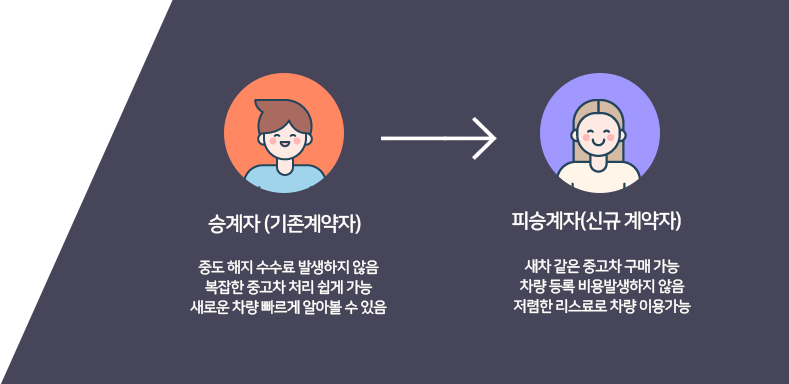 승계자 (기존계약자)
중도 해지 수수료 발생하지 않음
복잡한 중고차 처리 쉽게 가능
새로운 차량 빠르게 알아볼 수 있음
피승계자(신규 계약자)
새차 같은 중고차 구매 가능
차량 등록 비용발생하지 않음
저렴한 리스료로 차량 이용가능